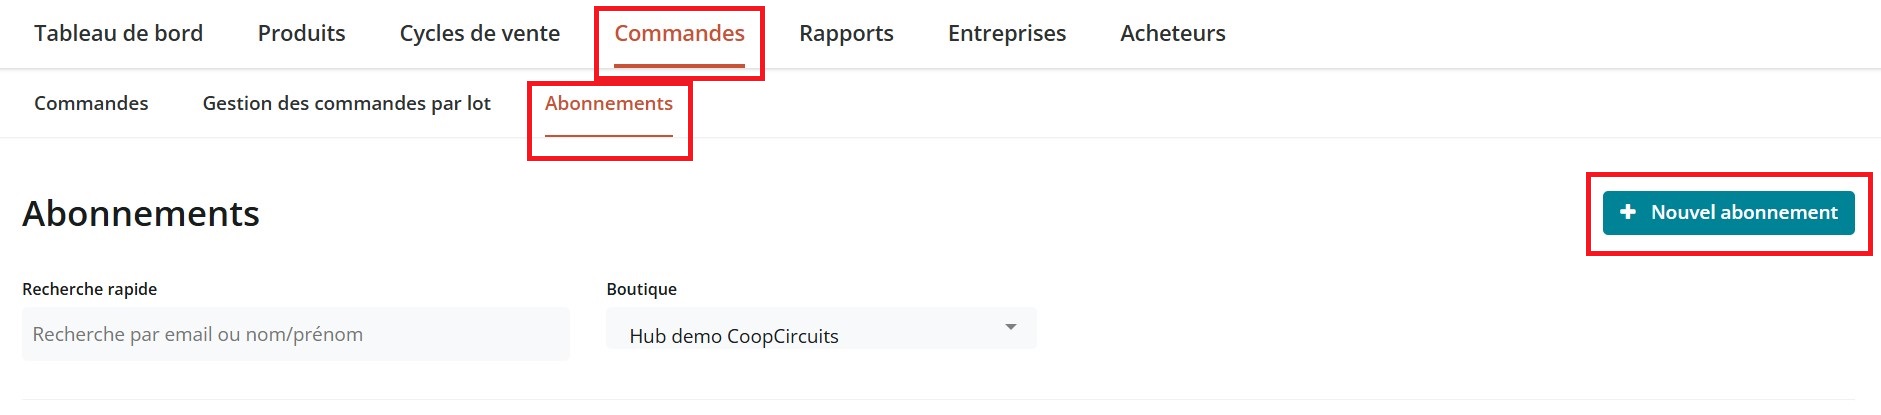 Tableau de bord Produits Cycles de vente Commandes Rapports Entreprises Acheteurs
Commandes Gestion des commandes par lot Abonnements
Abonnements
Nouvel abonnement
Recherche rapide Boutique
Recherche par email ou nom/prénom Hub demo CoopCircuits